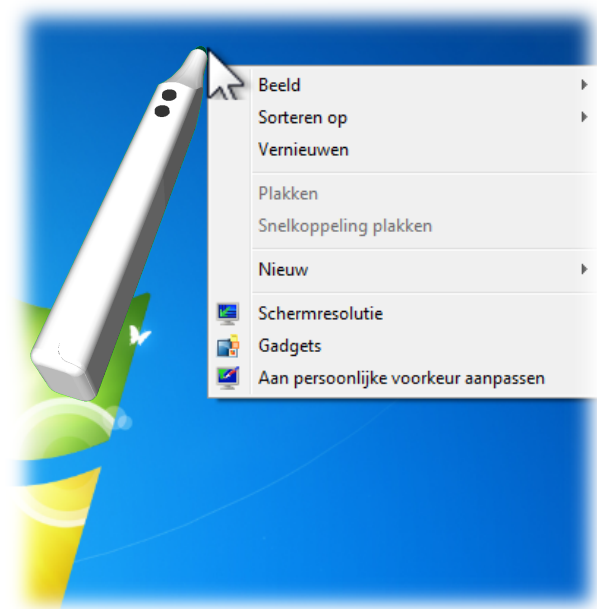 Beeld
Sorteren op
Vernieuwen
Plakken
Snelkoppeling plakken
Nieuw
Schermresolutie
Gadgets
Aan persoonlijke voorkeur aanpassen